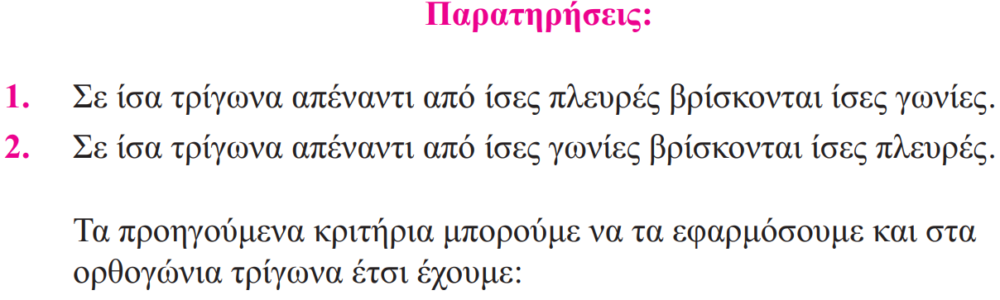 Παρατηρήσεις:
1. Σε ίσα τρίγωνα απέναντι από ίσες πλευρές βρίσκονται ίσες γωνίες.
2. Σε ίσα τρίγωνα απέναντι από ίσες γωνίες βρίσκονται ίσες πλευρές.
Τα προηγούμενα κριτήρια μπορούμε να τα εφαρμόσουμε και στα
ορθογώνια τρίγωνα έτσι έχουμε: